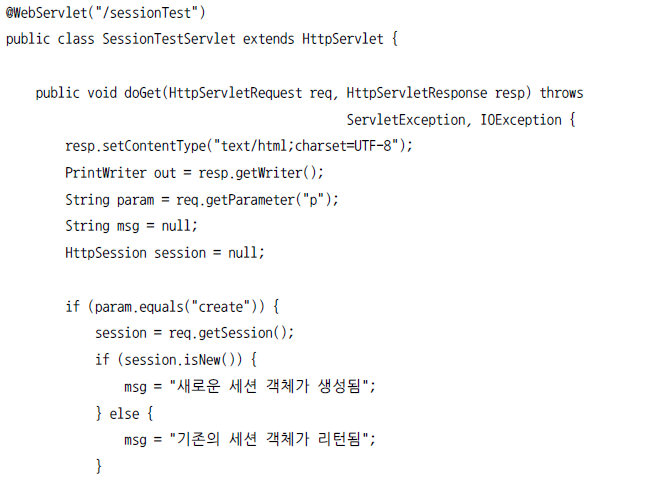 @WebServlet("/sessionTest")
public class SessionTestServlet extends HttpServlet {
public void doGet(HttpServletRequest req, HttpServletResponse resp) throws
ServletException, IOException {
resp.setContentType("text/html;charset=UTF-8");
PrintWriter out = resp.getWriter();
String param = req.getParameter("p");
String msg = null;
HttpSession session = null;
if (param.equals("create")) {
session = req.getSession();
if (session.isNew()) {
msg = "새로운 세션 객체가 생성됨";
} else {
msg = "기존의 세션 객체가 리턴됨";
}